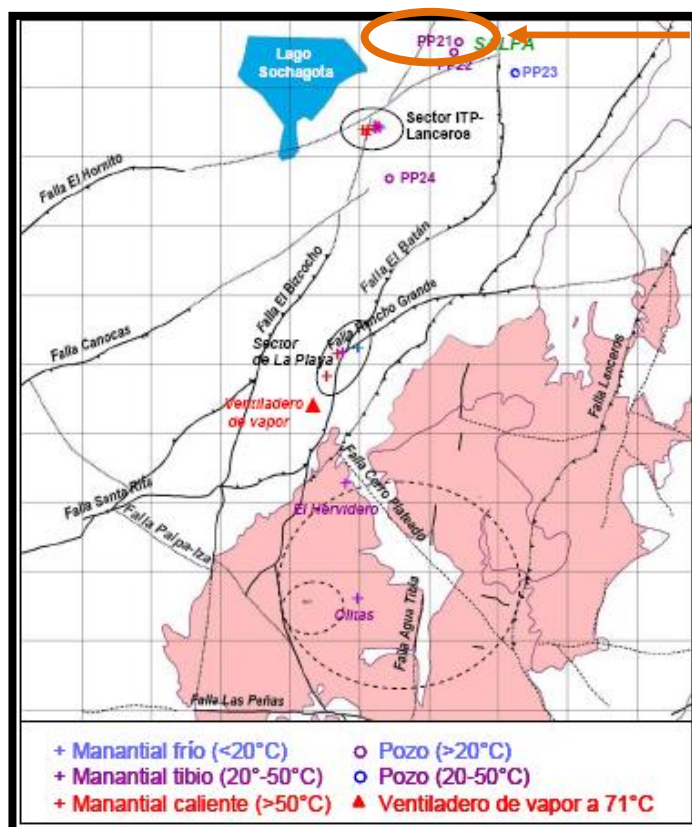 Lago
Sochagota
PP21
SALPA
PP22
PP23
Sector ITP-
Lanceros
Falla El Hornito
PP24
Falla El Batán
Falla El Bizcocho
Falla Rancho Grande
Falla Canocas
Sector
de La Playa
Falla Lanceros
Ventiladero
de vapor
Falla Santa Rita
Falla Cerro Plateado
El Hervidero
Falla Palpa-Iza
Olitas
Falla Agua Tibia
Falla Las Peñas
+ Manantial frío (<20°C)
+ Manantial tibio (20°-50°C)
+ Manantial caliente (>50°C)
Pozo (>20°C)
Pozo (20-50°C)
Ventiladero de vapor a 71°C